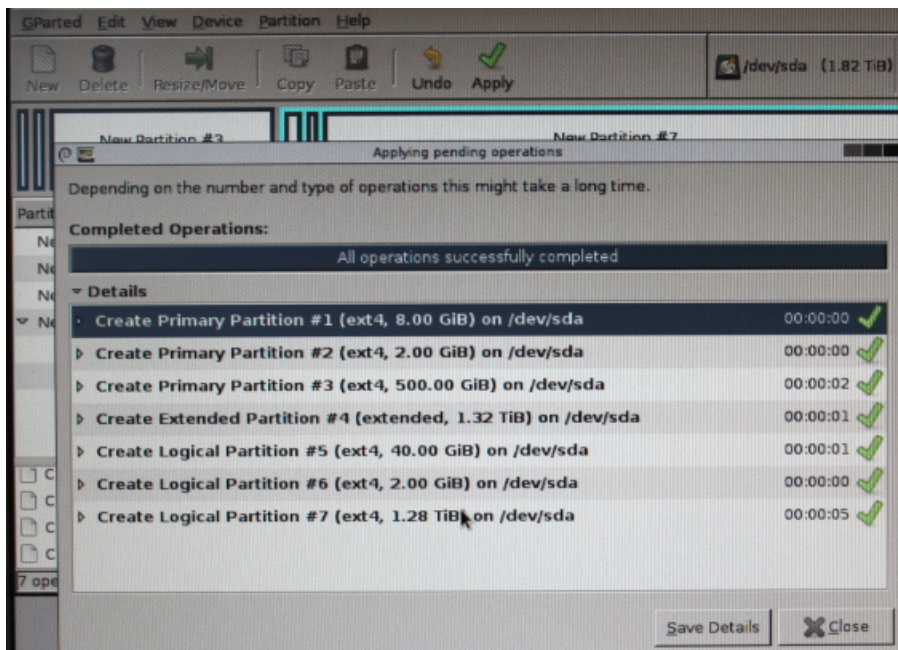 GParted Edit View Device Partition Help
New Delete Resize/Move Copy Paste Undo Apply /dev/sda (1.82 TiB)
New Partition #3 New Partition #7
Applying pending operations
Depending on the number and type of operations this might take a long time.
Partit
Completed Operations:
Ne
All operations successfully completed
Ne
Details
Ne
Ne
Create Primary Partition #1 (ext4, 8.00 GiB) on /dev/sda 00:00:00
Create Primary Partition #2 (ext4, 2.00 GiB) on /dev/sda 00:00:00
Create Primary Partition #3 (ext4, 500.00 GiB) on /dev/sda 00:00:02
Create Extended Partition #4 (extended, 1.32 TiB) on /dev/sda 00:00:01
Create Logical Partition #5 (ext4, 40.00 GiB) on /dev/sda 00:00:01
C
Create Logical Partition #6 (ext4, 2.00 GiB) on /dev/sda 00:00:00
C
Create Logical Partition #7 (ext4, 1.28 TiB) on /dev/sda 00:00:05
C
C
7 ope
Save Details Close